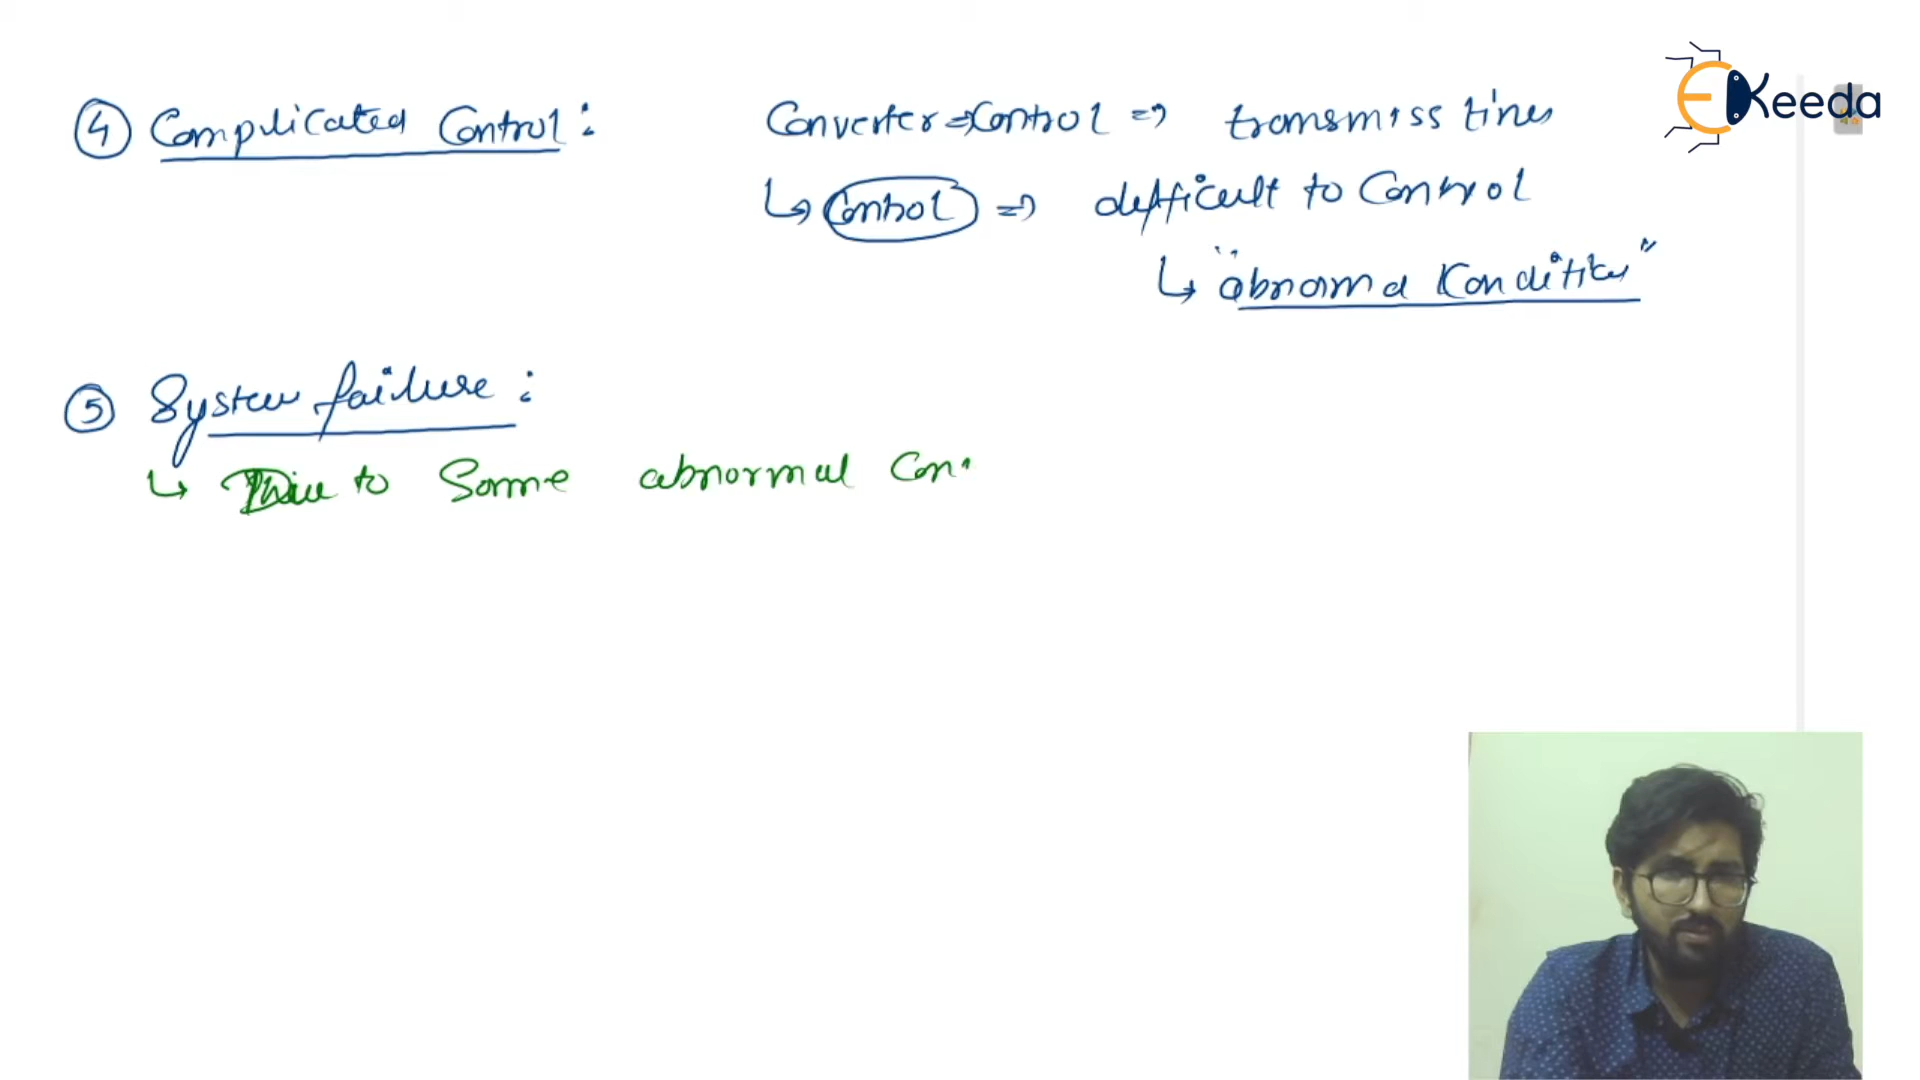 EKeeda
④ Complicated Control : Converter ⇒ Control ⇒ transmiss lines
↳ Control ⇒ difficult to Control
↳ "abnormal Condition"
⑤ System failure :
↳ Due to Some abnormal Con